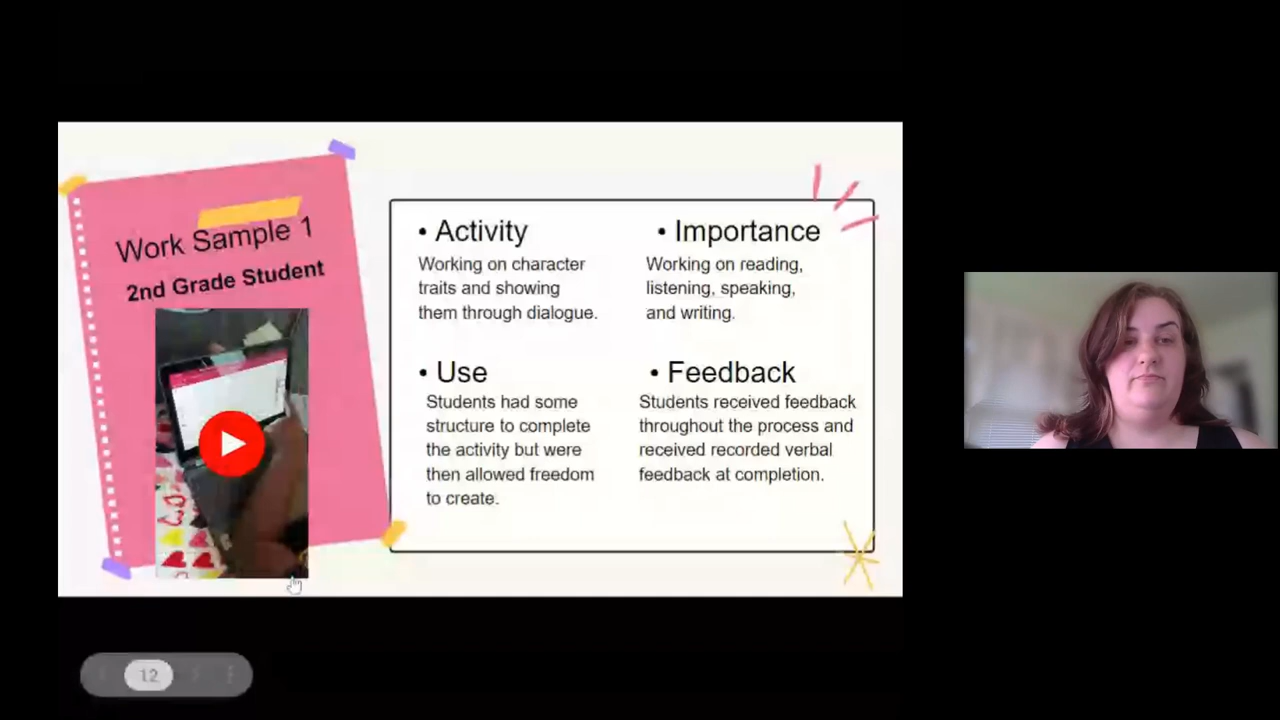 Work Sample 1
2nd Grade Student
• Activity
Working on character
traits and showing
them through dialogue.
• Importance
Working on reading,
listening, speaking,
and writing.
• Use
Students had some
structure to complete
the activity but were
then allowed freedom
to create.
• Feedback
Students received feedback
throughout the process and
received recorded verbal
feedback at completion.
12